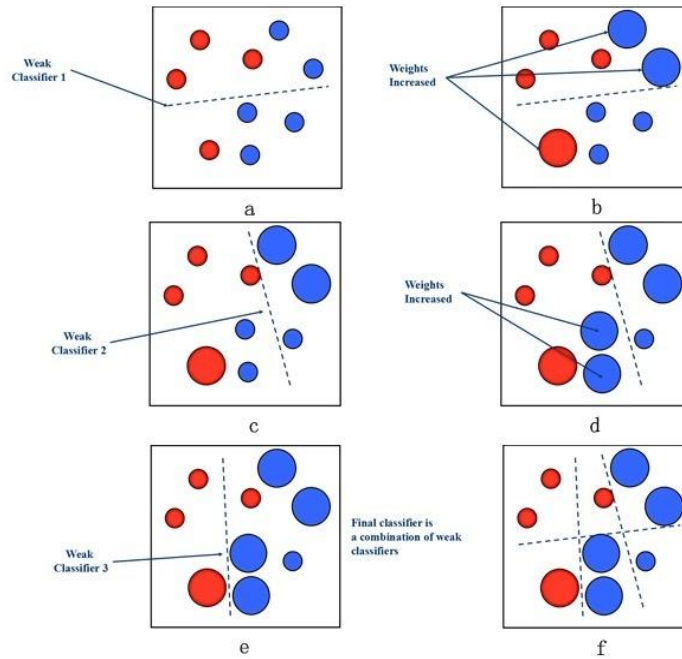 Weak
Classifier 1
a
Weights
Increased
b
Weak
Classifier 2
c
Weights
Increased
d
Weak
Classifier 3
e
Final classifier is
a combination of weak
classifiers
f